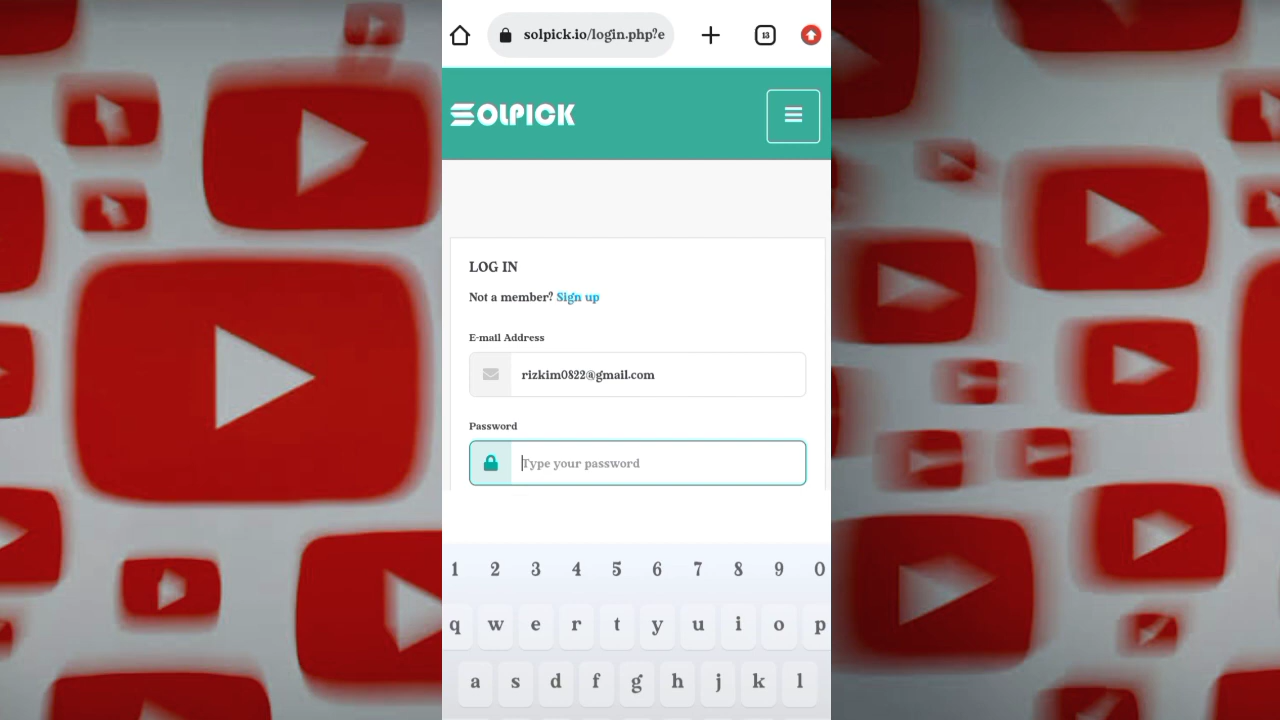 solpick.io/login.php?e
13
SOLPICK
LOG IN
Not a member? Sign up
E-mail Address
rizkim0822@gmail.com
Password
Type your password
1 2 3 4 5 6 7 8 9 0
q w e r t y u i o p
a s d f g h j k l